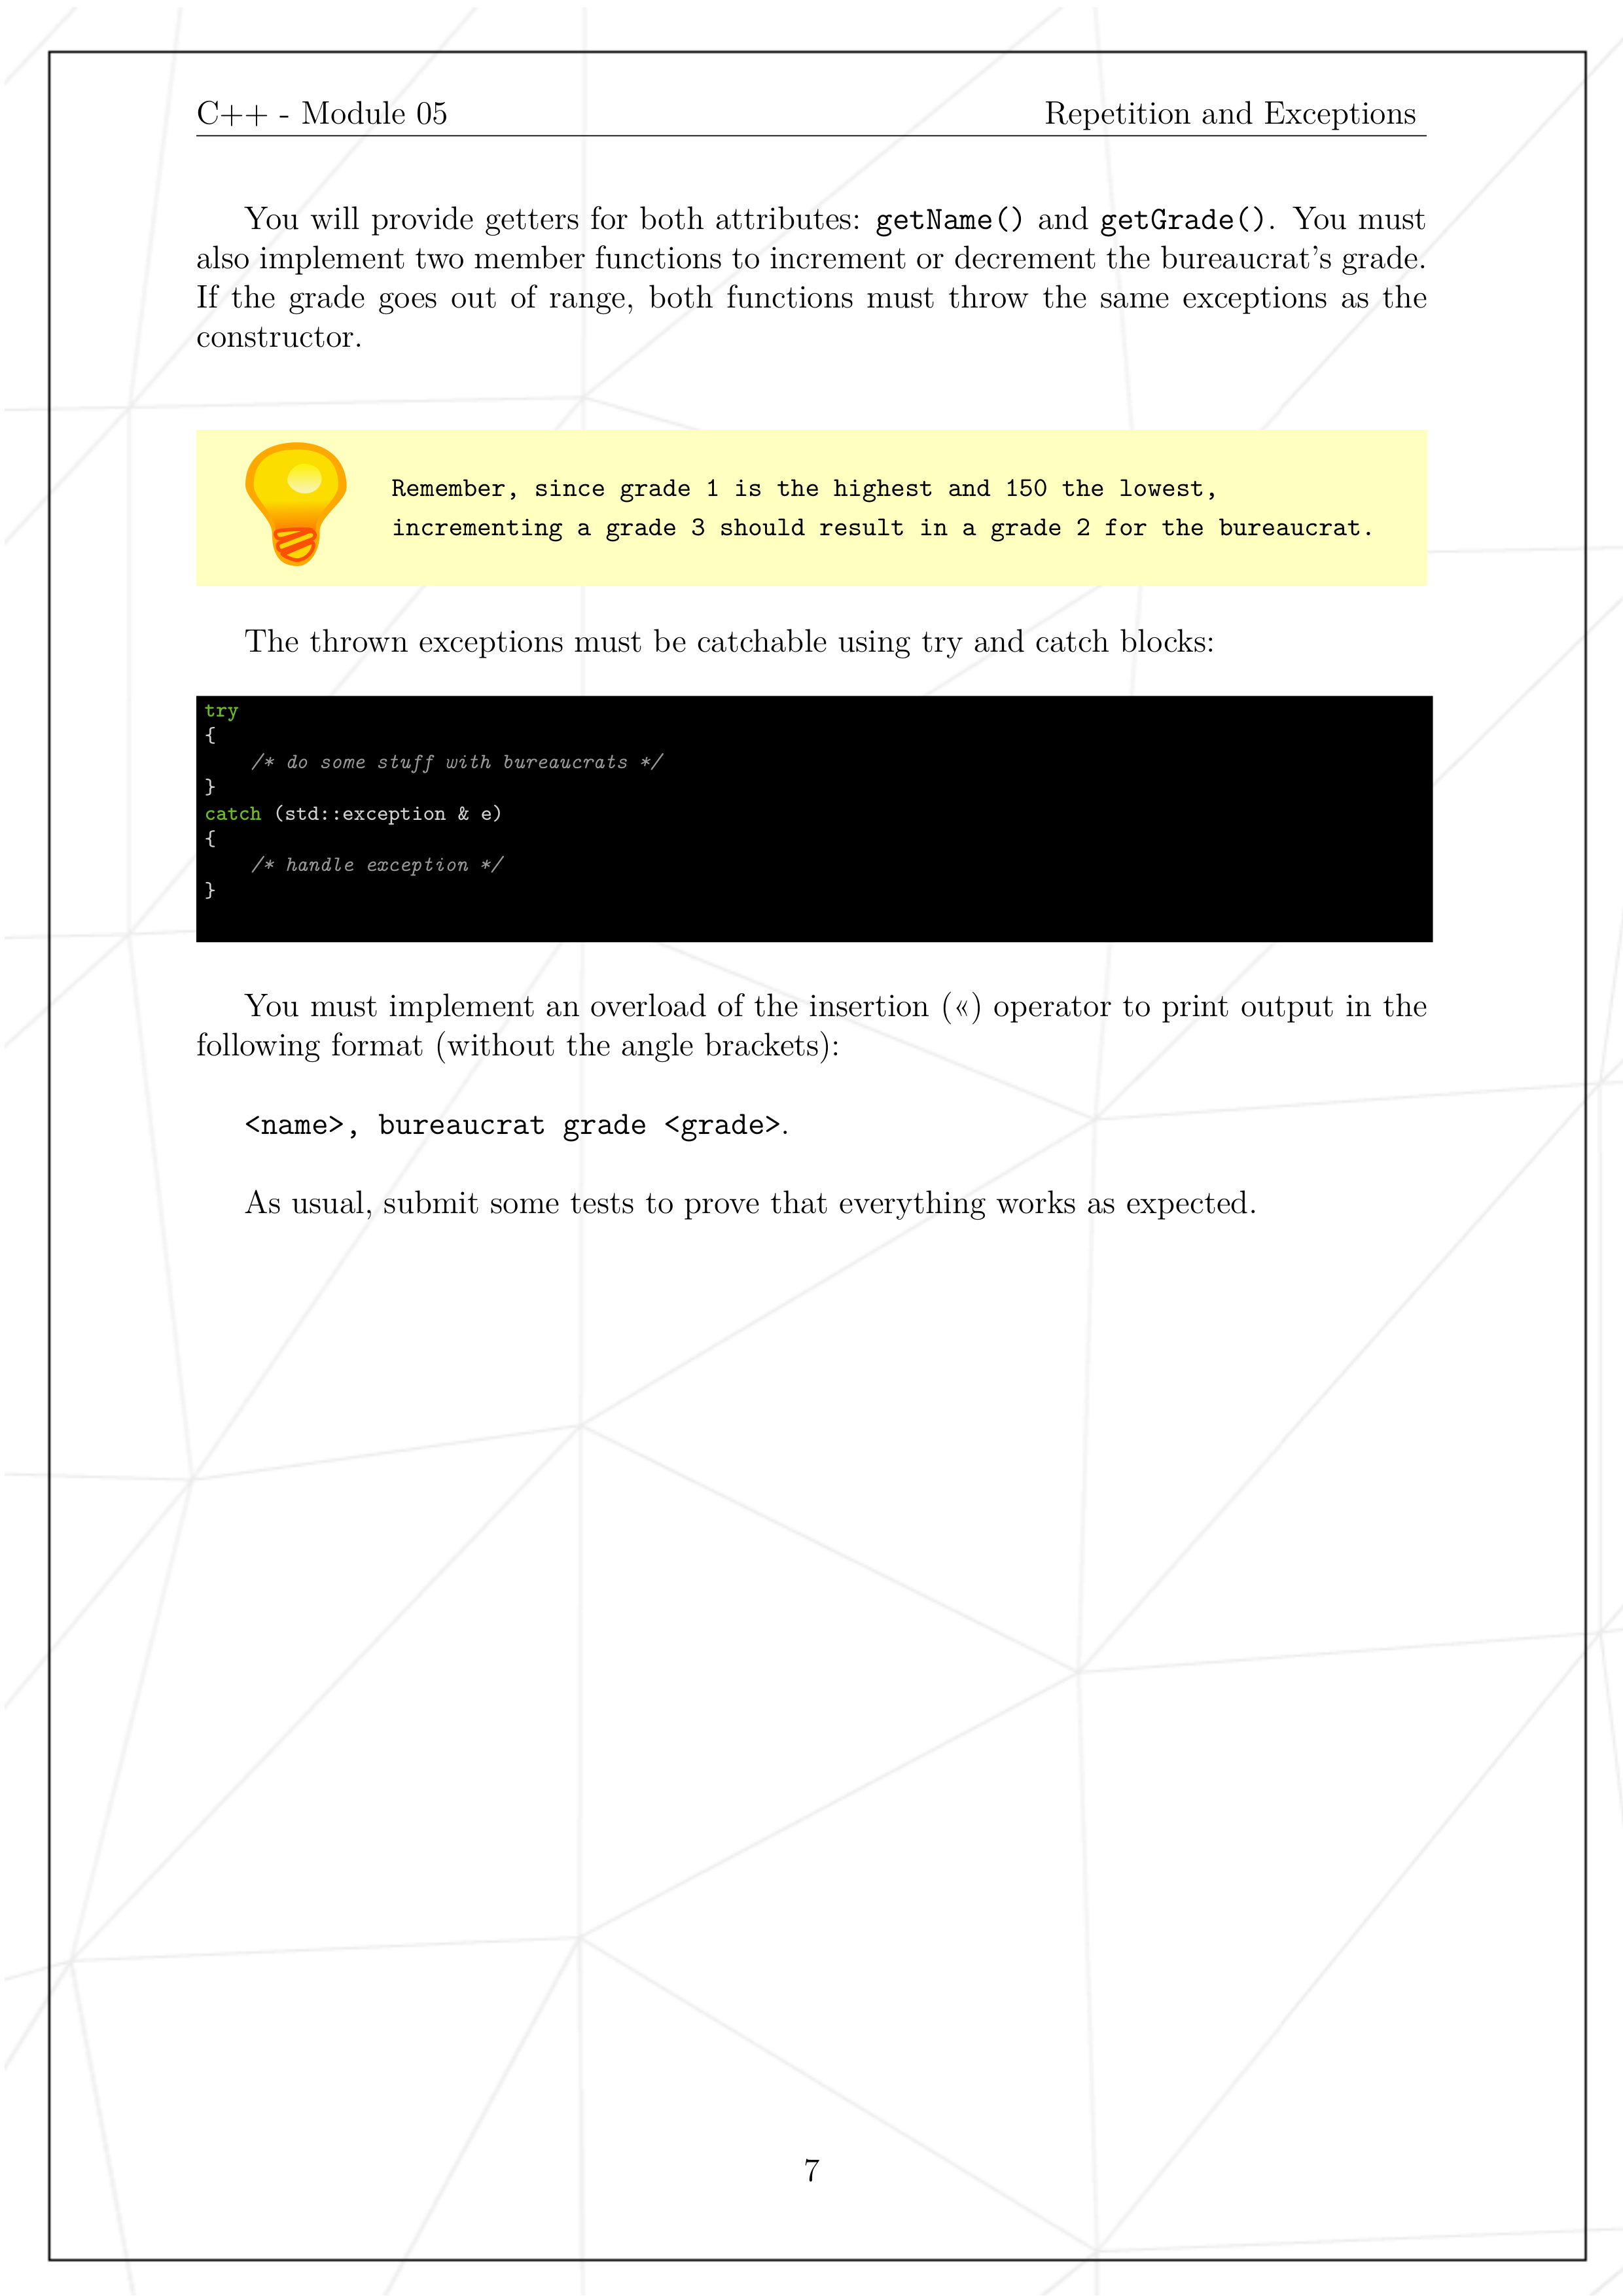 C++ - Module 05 Repetition and Exceptions
You will provide getters for both attributes: getName() and getGrade(). You must
also implement two member functions to increment or decrement the bureaucrat's grade.
If the grade goes out of range, both functions must throw the same exceptions as the
constructor.
Remember, since grade 1 is the highest and 150 the lowest,
incrementing a grade 3 should result in a grade 2 for the bureaucrat.
The thrown exceptions must be catchable using try and catch blocks:
try
{
/* do some stuff with bureaucrats */
}
catch (std::exception & e)
{
/* handle exception */
}
You must implement an overload of the insertion («) operator to print output in the
following format (without the angle brackets):
<name>, bureaucrat grade <grade>.
As usual, submit some tests to prove that everything works as expected.
7